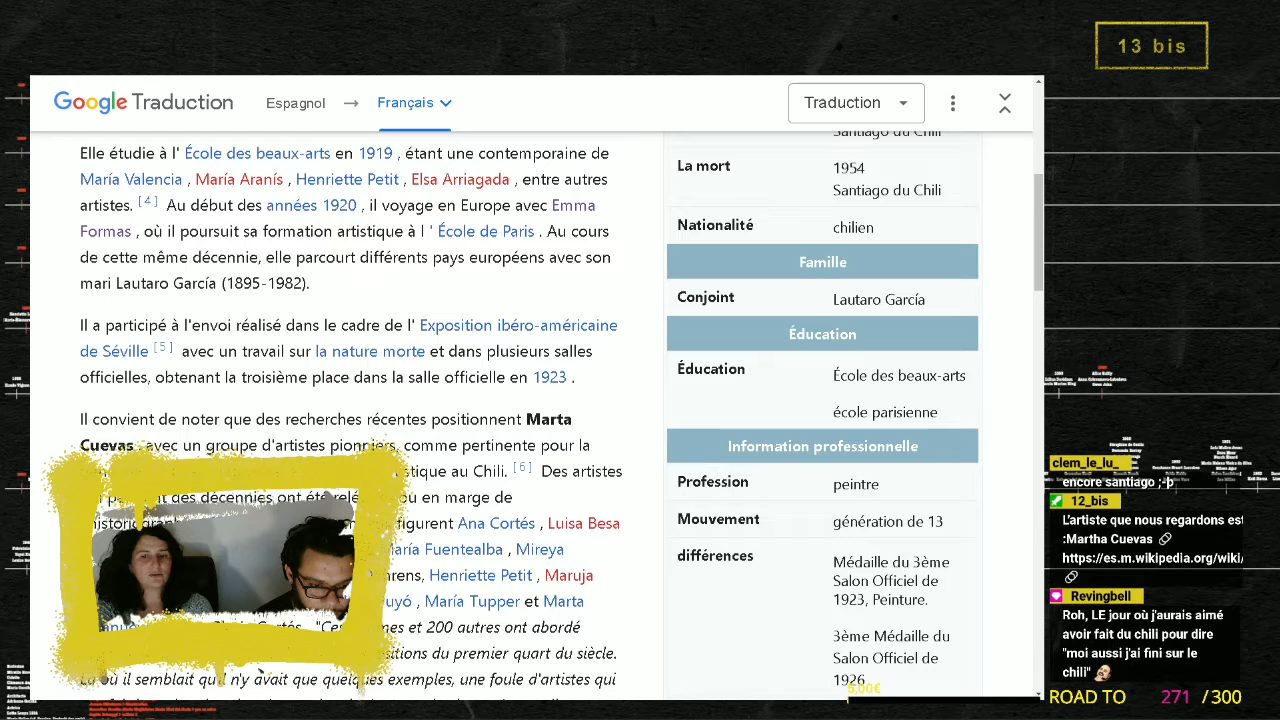 13 bis
Google Traduction
Espagnol → Français
Traduction
Elle étudie à l' École des beaux-arts en 1919 , étant une contemporaine de
María Valencia , María Aranís , Henriette Petit , Elsa Arriagada , entre autres
artistes. [4] Au début des années 1920 , il voyage en Europe avec Emma
Formas , où il poursuit sa formation artistique à l ' École de Paris . Au cours
de cette même décennie, elle parcourt différents pays européens avec son
mari Lautaro García (1895-1982).
Il a participé à l'envoi réalisé dans le cadre de l' Exposition ibéro-américaine
de Séville [5] avec un travail sur la nature morte et dans plusieurs salles
officielles, obtenant la troisième place dans la salle officielle en 1923 .
Il convient de noter que des recherches récentes positionnent Marta
Cuevas avec un groupe d'artistes pionniers comme pertinente pour la
tique au Chili. [6] Des artistes
des décennies ont été
ou en marge de
figurent Ana Cortés , Luisa Besa
María Fuentealba , Mireya
Henriette Petit , Maruja
María Tupper et Marta
et 200 autres ont abordé
du premier quart du siècle.
où il semblait qu'il n'y avait que quelques exemples, une foule d'artistes qui
Santiago du Chili
La mort
1954
Santiago du Chili
Nationalité
chilien
Famille
Conjoint
Lautaro García
Éducation
Éducation
École des beaux-arts
école parisienne
Information professionnelle
Profession
peintre
Mouvement
génération de 13
différences
Médaille du 3ème
Salon Officiel de
1923, Peinture.
3ème Médaille du
Salon Officiel de
1926
5,00€
clem_le_lu_
encore santiago ;-p
12_bis
L'artiste que nous regardons est
:Martha Cuevas
https://es.m.wikipedia.org/wiki/
Revingbell
Roh, LE jour où j'aurais aimé
avoir fait du chili pour dire
"moi aussi j'ai fini sur le
chili"
ROAD TO 271 / 300